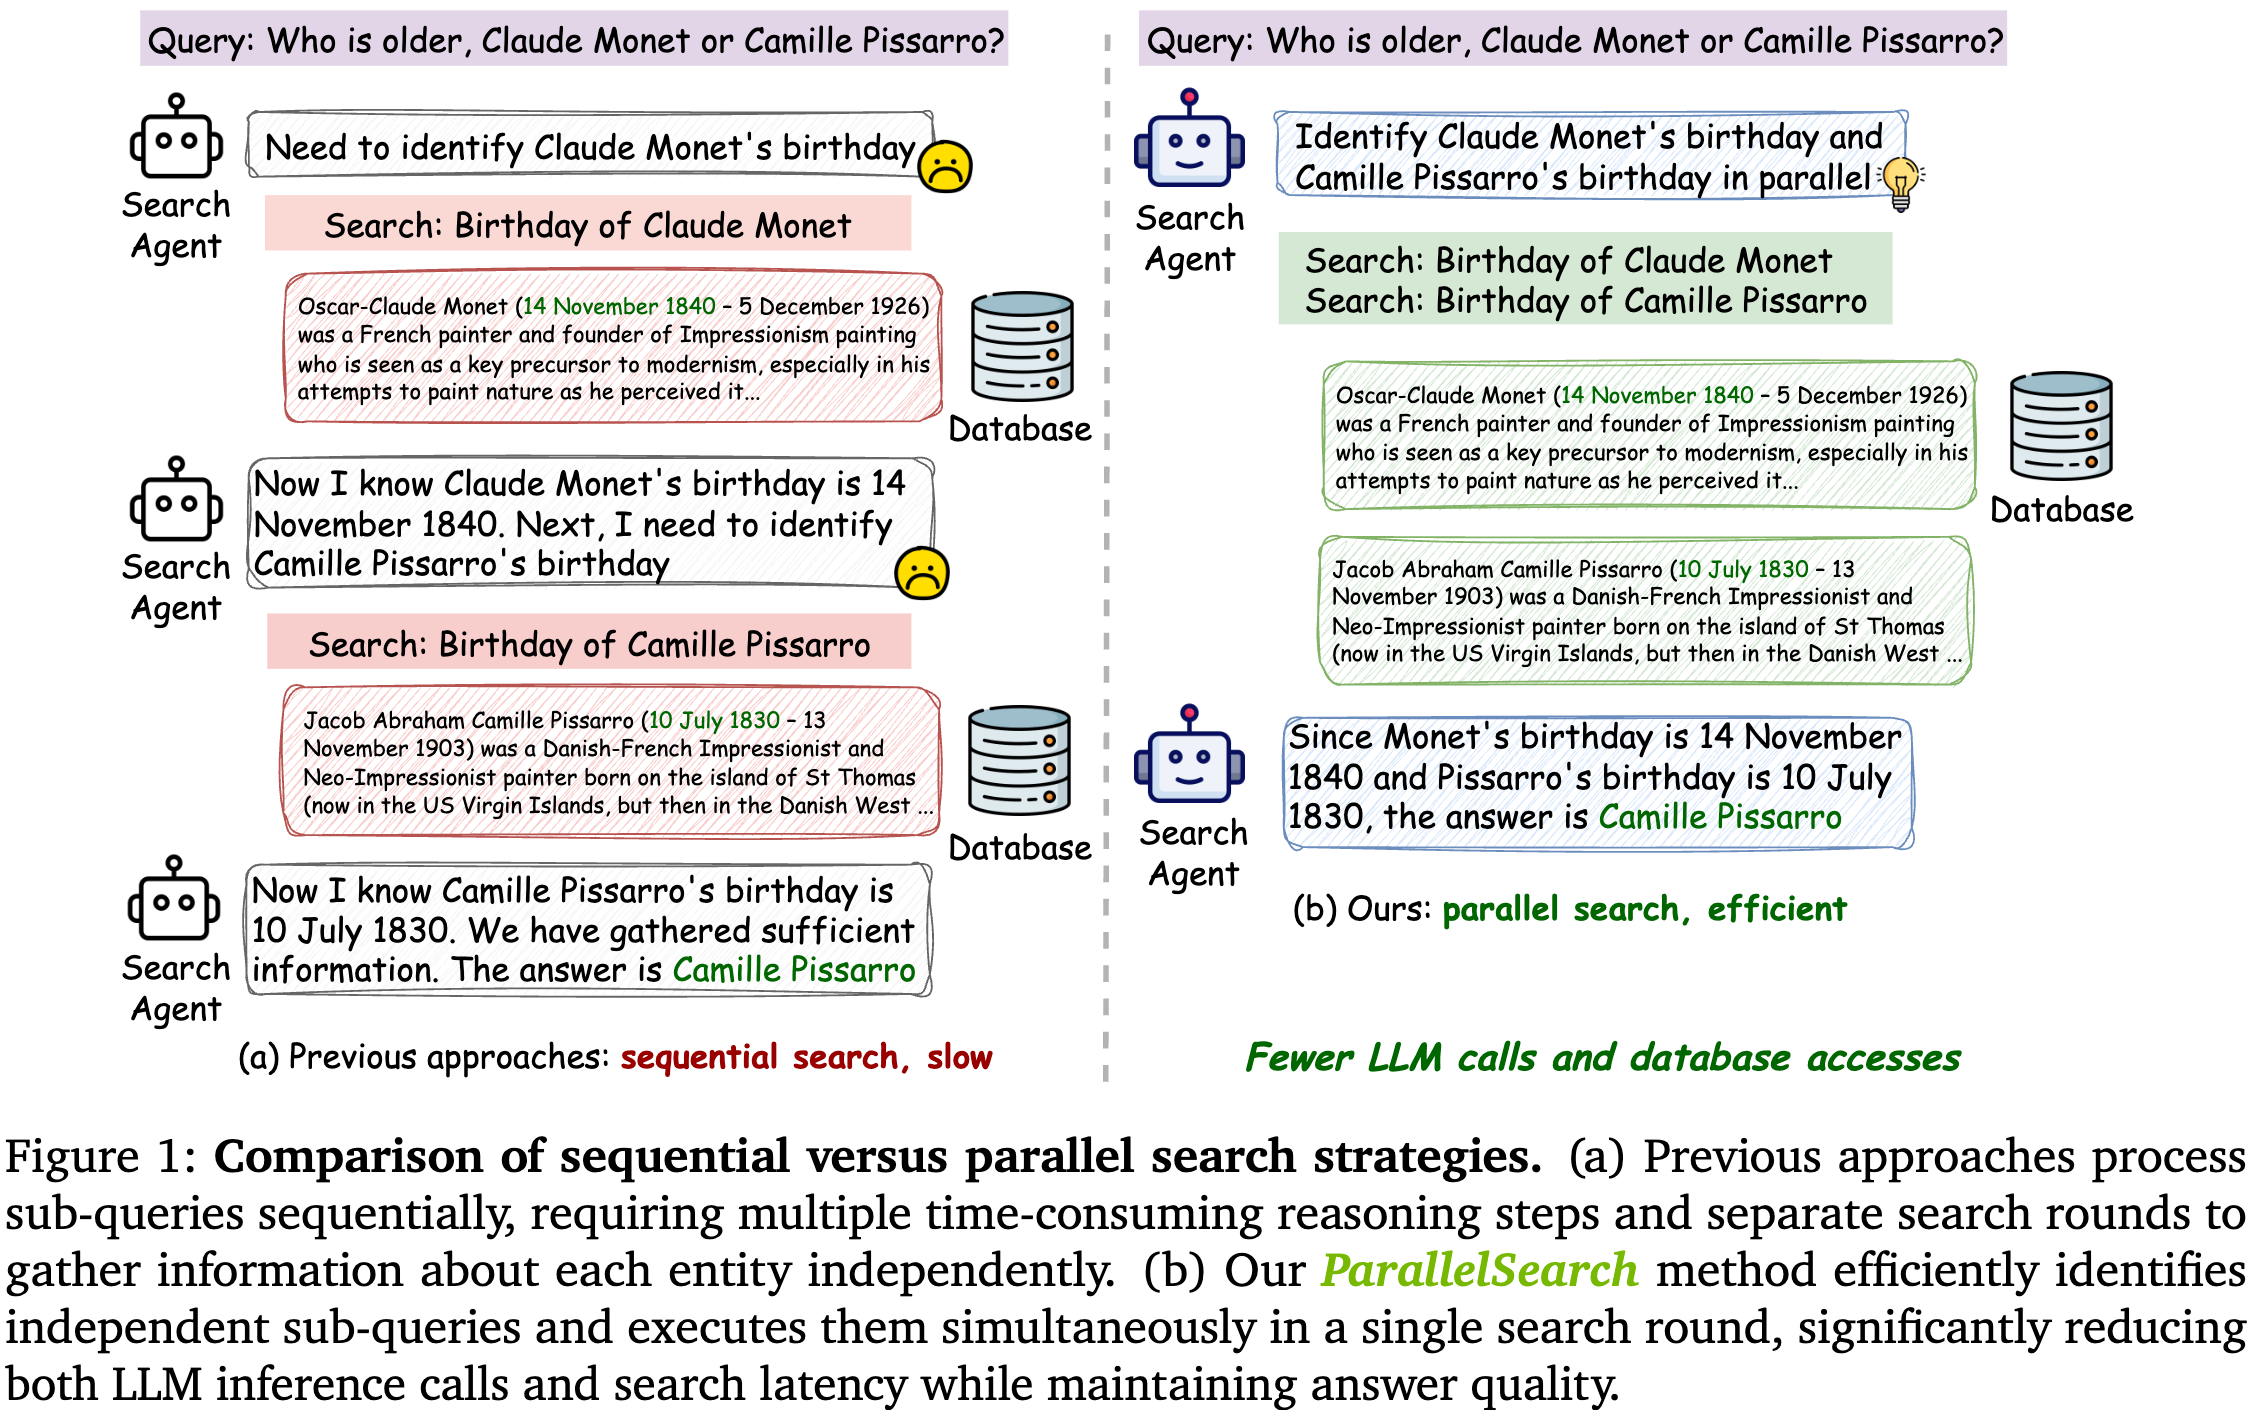 Query: Who is older, Claude Monet or Camille Pissarro?
Search
Agent
Need to identify Claude Monet's birthday
Search: Birthday of Claude Monet
Oscar-Claude Monet (14 November 1840 – 5 December 1926)
was a French painter and founder of Impressionism painting
who is seen as a key precursor to modernism, especially in his
attempts to paint nature as he perceived it...
Database
Search
Agent
Now I know Claude Monet's birthday is 14
November 1840. Next, I need to identify
Camille Pissarro's birthday
Search: Birthday of Camille Pissarro
Jacob Abraham Camille Pissarro (10 July 1830 – 13
November 1903) was a Danish-French Impressionist and
Neo-Impressionist painter born on the island of St Thomas
(now in the US Virgin Islands, but then in the Danish West ...
Database
Search
Agent
Now I know Camille Pissarro's birthday is
10 July 1830. We have gathered sufficient
information. The answer is Camille Pissarro
(a) Previous approaches: sequential search, slow
Query: Who is older, Claude Monet or Camille Pissarro?
Search
Agent
Identify Claude Monet's birthday and
Camille Pissarro's birthday in parallel
Search: Birthday of Claude Monet
Search: Birthday of Camille Pissarro
Oscar-Claude Monet (14 November 1840 – 5 December 1926)
was a French painter and founder of Impressionism painting
who is seen as a key precursor to modernism, especially in his
attempts to paint nature as he perceived it...
Database
Jacob Abraham Camille Pissarro (10 July 1830 – 13
November 1903) was a Danish-French Impressionist and
Neo-Impressionist painter born on the island of St Thomas
(now in the US Virgin Islands, but then in the Danish West ...
Search
Agent
Since Monet's birthday is 14 November
1840 and Pissarro's birthday is 10 July
1830, the answer is Camille Pissarro
(b) Ours: parallel search, efficient
Fewer LLM calls and database accesses
Figure 1: Comparison of sequential versus parallel search strategies. (a) Previous approaches process
sub-queries sequentially, requiring multiple time-consuming reasoning steps and separate search rounds to
gather information about each entity independently. (b) Our ParallelSearch method efficiently identifies
independent sub-queries and executes them simultaneously in a single search round, significantly reducing
both LLM inference calls and search latency while maintaining answer quality.